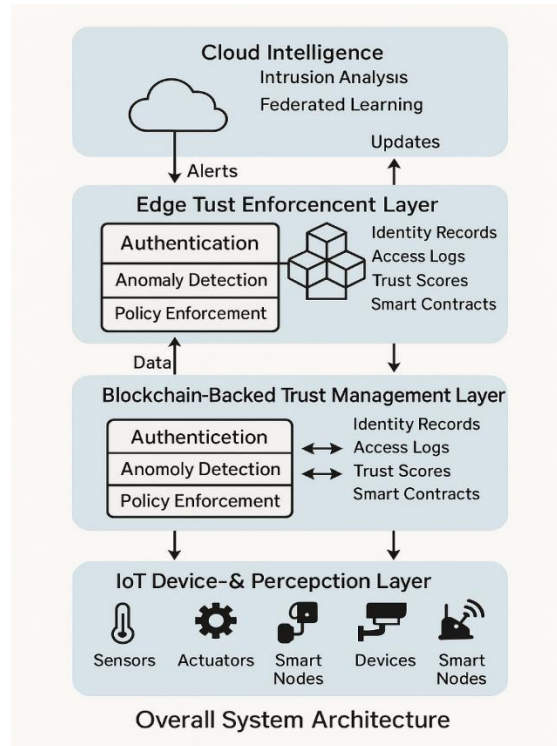 Cloud Intelligence
Intrusion Analysis
Federated Learning
Alerts
Updates
Edge Tust Enforcencent Layer
Authentication
Anomaly Detection
Policy Enforcement
Identity Records
Access Logs
Trust Scores
Smart Contracts
Data
Blockchain-Backed Trust Management Layer
Authenticetion
Anomoly Detection
Policy Enforcement
Identity Records
Access Logs
Trust Scores
Smart Contracts
IoT Device-& Percepction Layer
Sensors
Actuators
Smart
Nodes
Devices
Smart
Nodes
Overall System Architecture